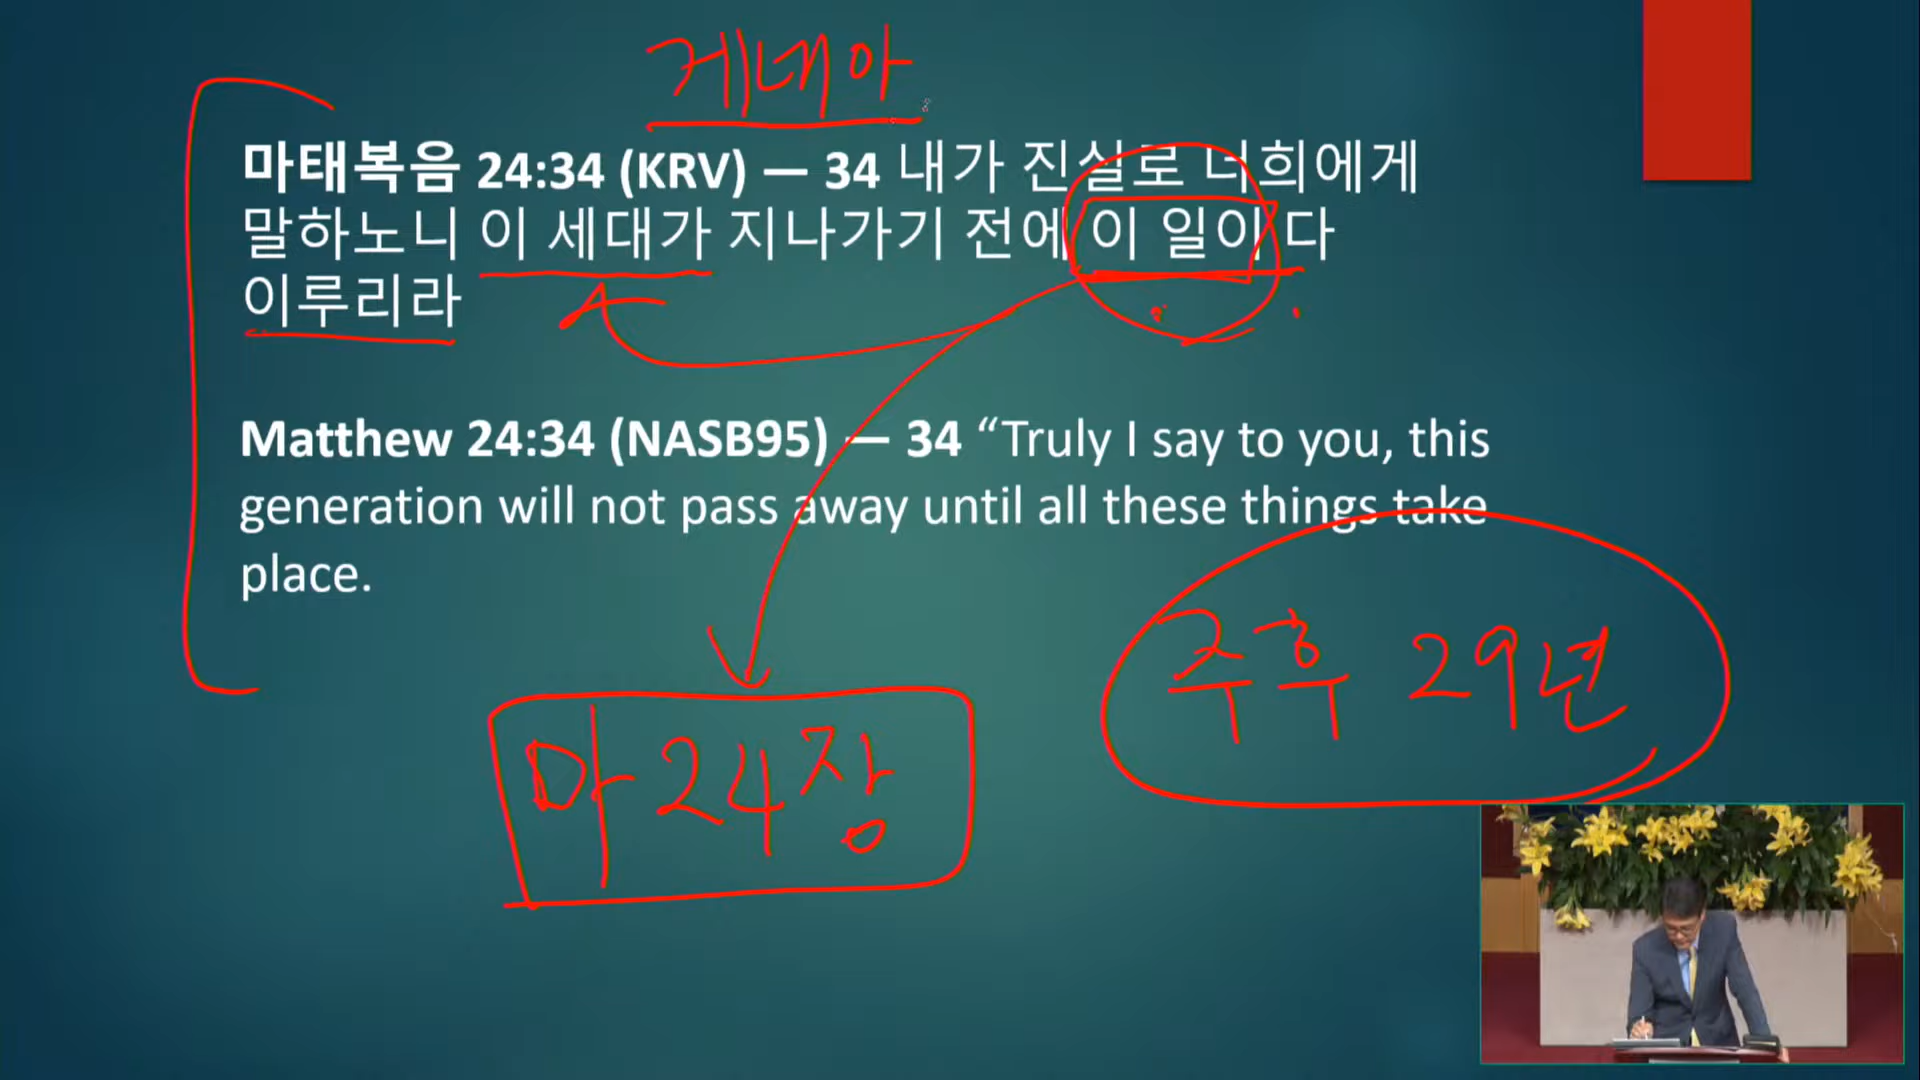 게네아
마태복음 24:34 (KRV) — 34 내가 진실로 너희에게
말하노니 이 세대가 지나가기 전에 이 일이 다
이루리라
Matthew 24:34 (NASB95) — 34 “Truly I say to you, this
generation will not pass away until all these things take
place.
주후 29년
마 24장